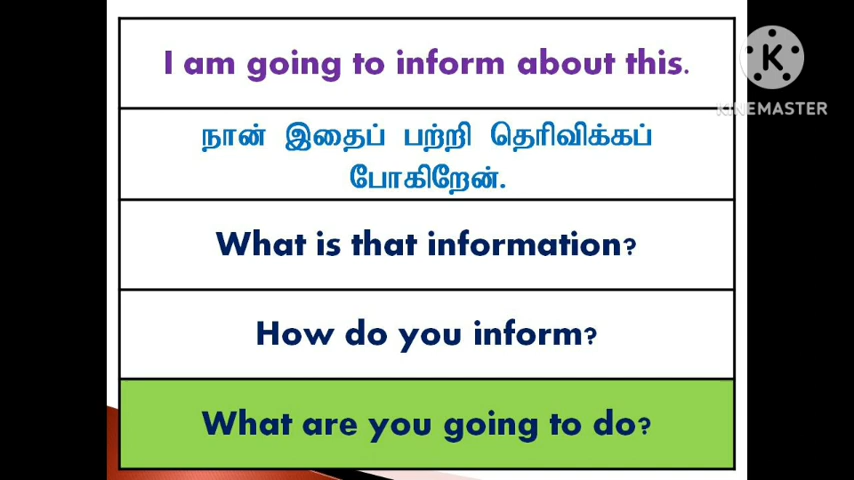 I am going to inform about this.
K
KINEMASTER
நான் இதைப் பற்றி தெரிவிக்கப்
போகிறேன்.
What is that information?
How do you inform?
What are you going to do?